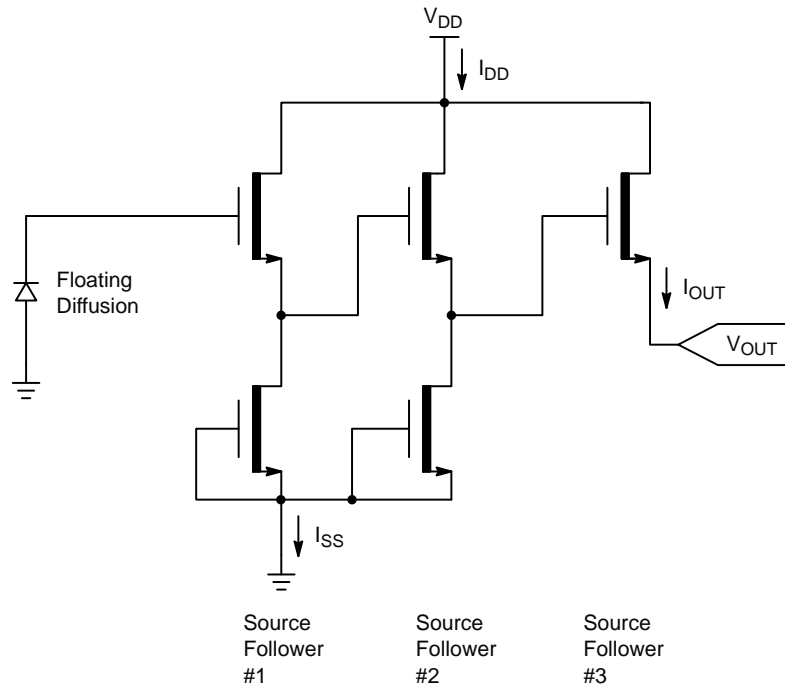 VDD
IDD
Floating
Diffusion
IOUT
VOUT
ISS
Source
Follower
#1
Source
Follower
#2
Source
Follower
#3